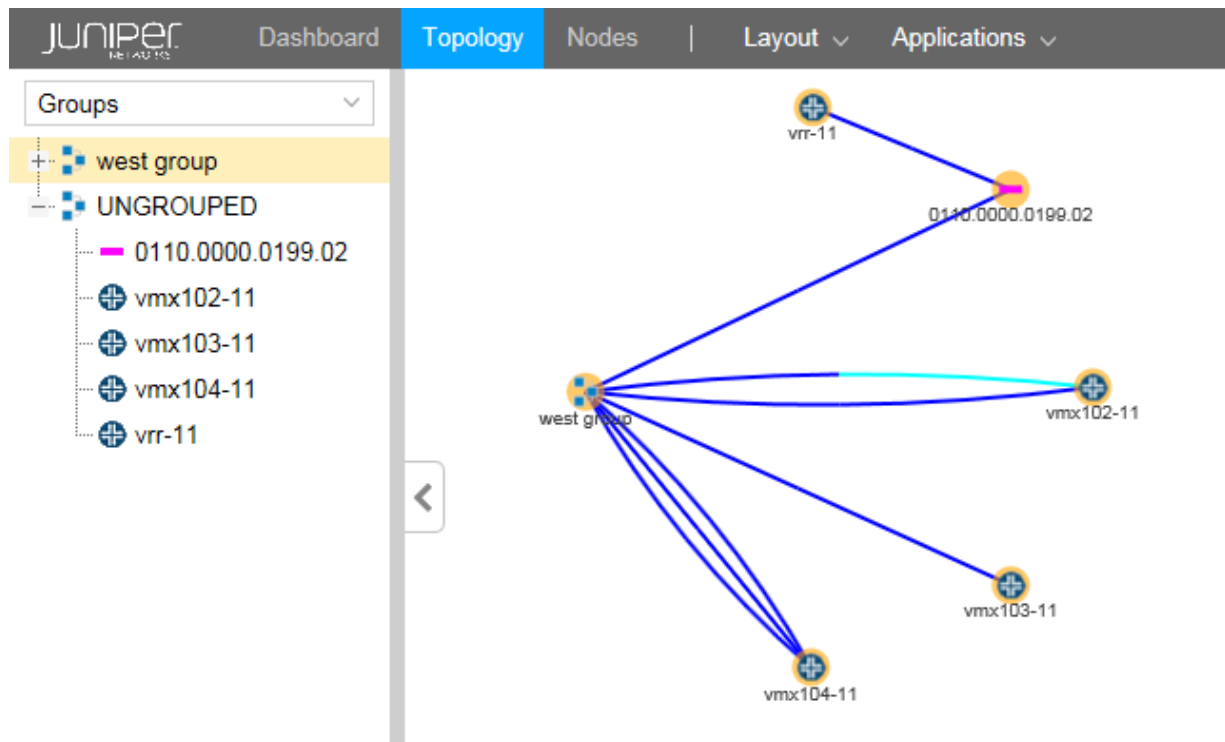 JUNIPER
NETWORKS
Dashboard
Topology
Nodes
|
Layout
Applications
Groups
west group
UNGROUPED
0110.0000.0199.02
vmx102-11
vmx103-11
vmx104-11
vrr-11
vrr-11
0110.0000.0199.02
west group
vmx102-11
vmx103-11
vmx104-11